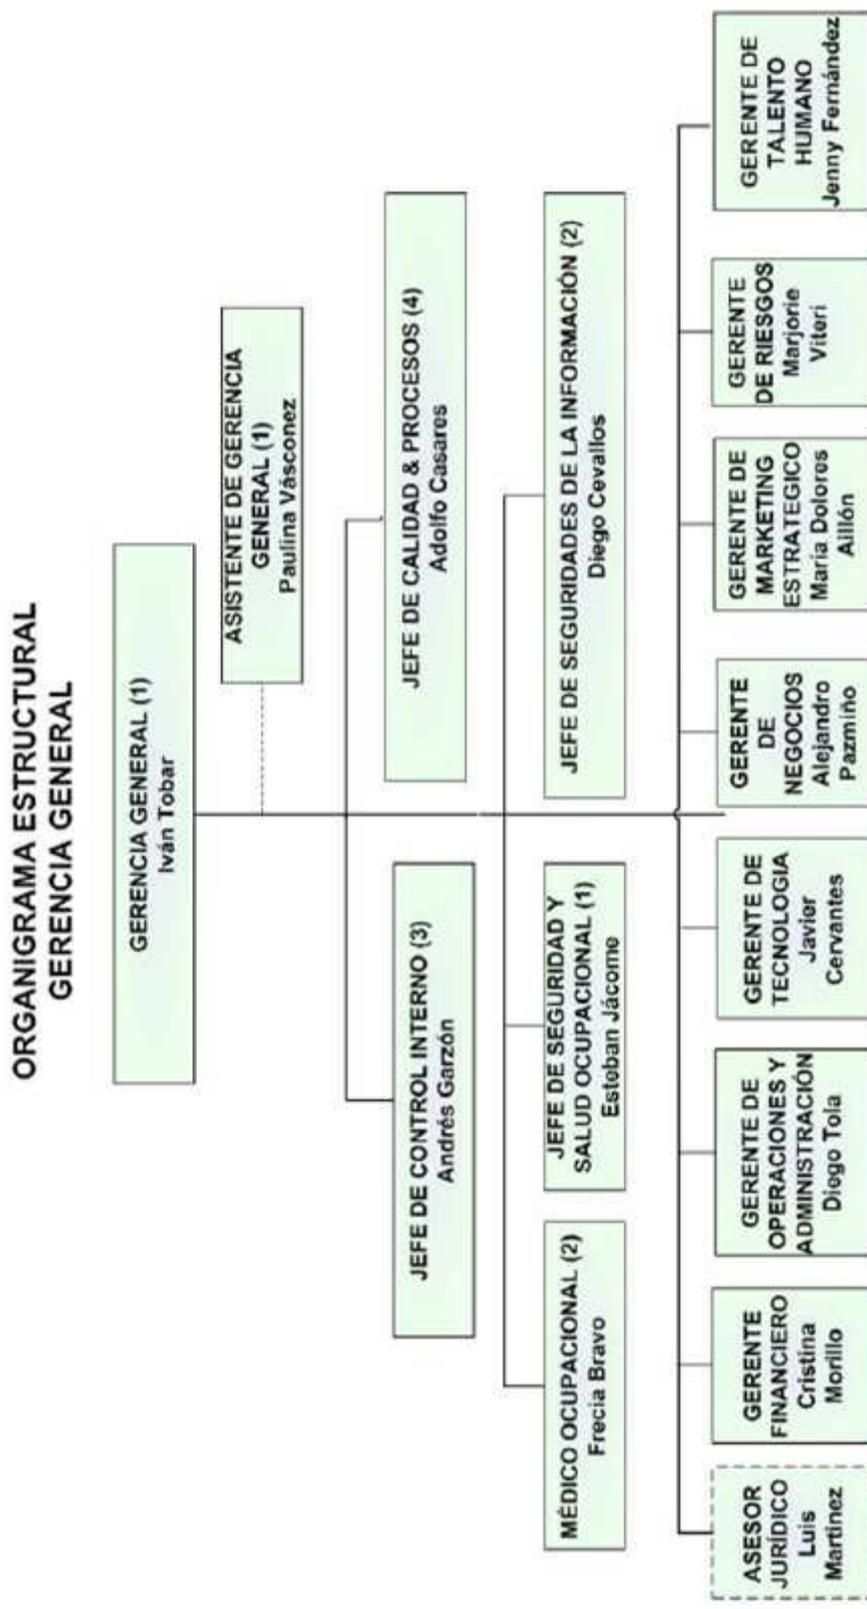 ORGANIGRAMA ESTRUCTURAL
GERENCIA GENERAL
GERENCIA GENERAL (1)
Iván Tobar
ASISTENTE DE GERENCIA
GENERAL (1)
Paulina Vásconez
JEFE DE CONTROL INTERNO (3)
Andrés Garzón
JEFE DE CALIDAD & PROCESOS (4)
Adolfo Casares
MÉDICO OCUPACIONAL (2)
Frecia Bravo
JEFE DE SEGURIDAD Y
SALUD OCUPACIONAL (1)
Esteban Jácome
JEFE DE SEGURIDADES DE LA INFORMACIÓN (2)
Diego Cevallos
ASESOR
JURÍDICO
Luis
Martinez
GERENTE
FINANCIERO
Cristina
Morillo
GERENTE DE
OPERACIONES Y
ADMINISTRACIÓN
Diego Tola
GERENTE DE
TECNOLOGIA
Javier
Cervantes
GERENTE
DE
NEGOCIOS
Alejandro
Pazmiño
GERENTE DE
MARKETING
ESTRATEGICO
María Dolores
Aillón
GERENTE
DE RIESGOS
Marjorie
Viteri
GERENTE DE
TALENTO
HUMANO
Jenny Fernández